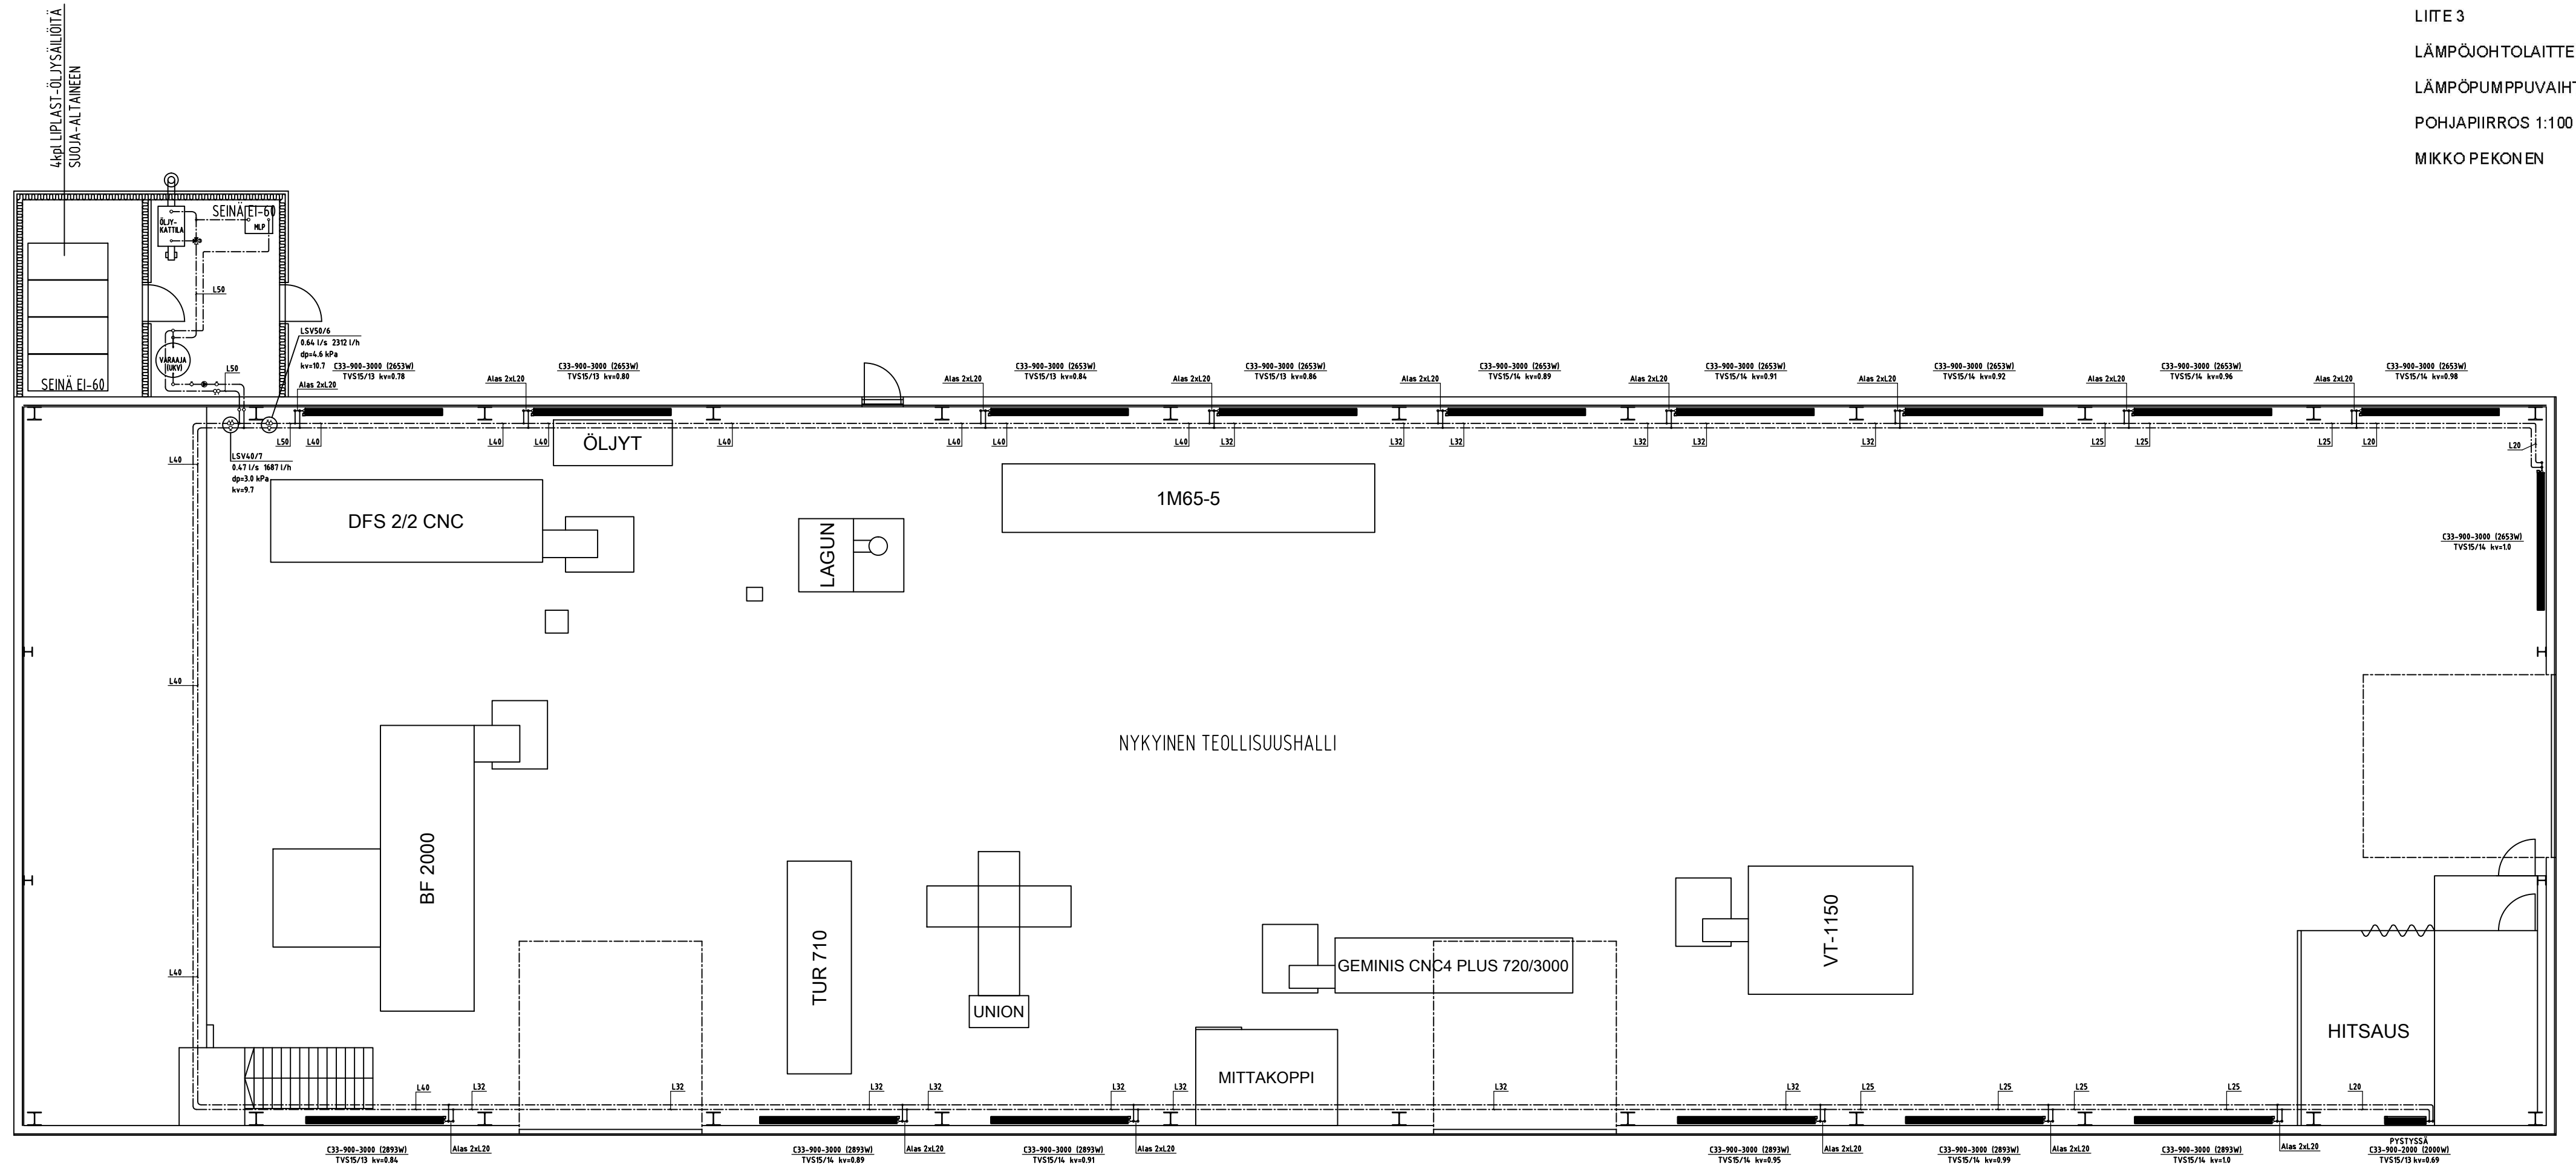 LIITE 3
LÄMPÖJOHTOLAITTE
LÄMPÖPUMPPUVAIHT
POHJAPIIRROS 1:100
MIKKO PEKONEN
4kpl LIPLAST-ÖLJYSÄILIÖITÄ
SUOJA-ALTAINEEN
SEINÄ EI-60
ÖLJY-
KATTILA
MLP
L50
VARAAJA
(UKV)
L50
SEINÄ EI-60
LSV50/6
0.64 l/s 2312 l/h
dp=4.6 kPa
kv=10.7
C33-900-3000 (2653W)
TVS15/13 kv=0.78
Alas 2xL20
C33-900-3000 (2653W)
TVS15/13 kv=0.80
Alas 2xL20
C33-900-3000 (2653W)
TVS15/13 kv=0.84
Alas 2xL20
C33-900-3000 (2653W)
TVS15/13 kv=0.86
Alas 2xL20
C33-900-3000 (2653W)
TVS15/14 kv=0.89
Alas 2xL20
C33-900-3000 (2653W)
TVS15/14 kv=0.91
Alas 2xL20
C33-900-3000 (2653W)
TVS15/14 kv=0.92
Alas 2xL20
C33-900-3000 (2653W)
TVS15/14 kv=0.96
Alas 2xL20
C33-900-3000 (2653W)
TVS15/14 kv=0.98
Alas 2xL20
L50
L40
L40
L40
L40
L40
L40
L40
L32
L32
L32
L32
L32
L32
L25
L25
L25
L20
L20
LSV40/7
0.47 l/s 1687 l/h
dp=3.0 kPa
kv=9.7
L40
ÖLJYT
DFS 2/2 CNC
LAGUN
1M65-5
C33-900-3000 (2653W)
TVS15/14 kv=1.0
L40
NYKYINEN TEOLLISUUSHALLI
BF 2000
TUR 710
UNION
GEMINIS CNC4 PLUS 720/3000
VT-1150
L40
MITTAKOPPI
HITSAUS
L40
L32
L32
L32
L32
L32
L32
L32
L32
L25
L25
L25
L25
L20
C33-900-3000 (2893W)
TVS15/13 kv=0.84
Alas 2xL20
C33-900-3000 (2893W)
TVS15/14 kv=0.89
Alas 2xL20
C33-900-3000 (2893W)
TVS15/14 kv=0.91
Alas 2xL20
C33-900-3000 (2893W)
TVS15/14 kv=0.95
Alas 2xL20
C33-900-3000 (2893W)
TVS15/14 kv=0.99
Alas 2xL20
C33-900-3000 (2893W)
TVS15/14 kv=1.0
Alas 2xL20
PYSTYSSÄ
C33-900-2000 (2000W)
TVS15/13 kv=0.69